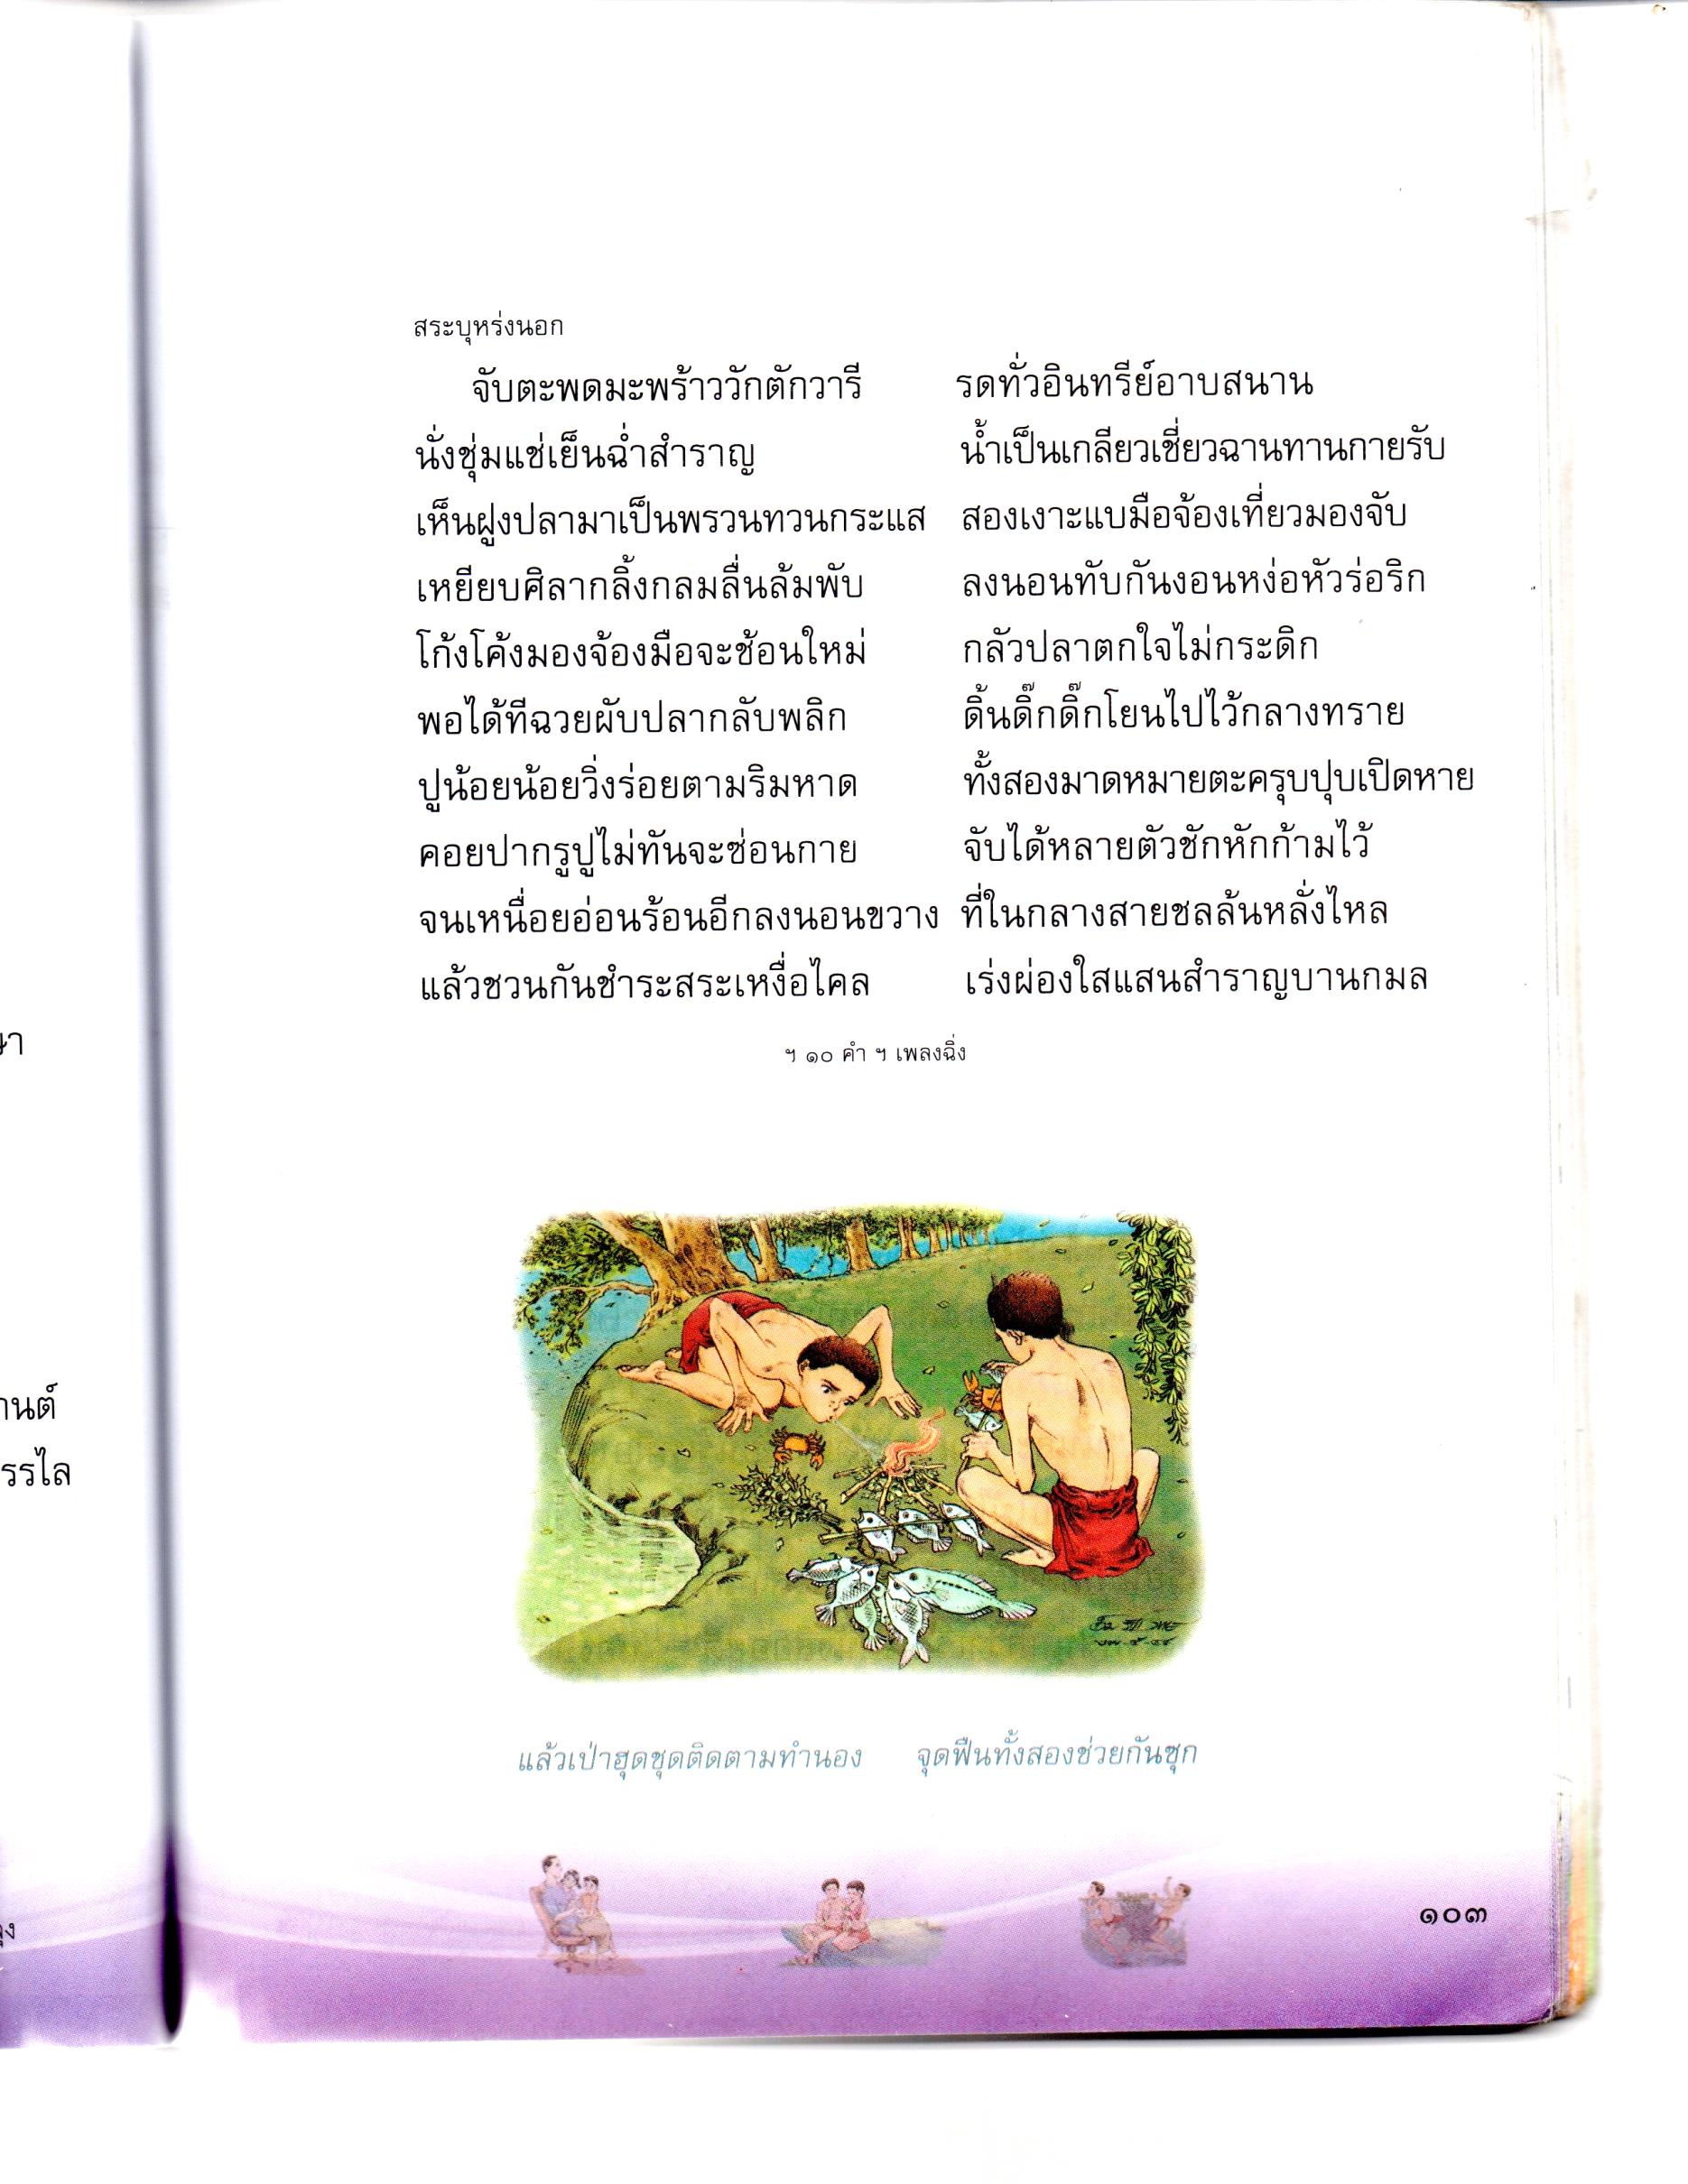 สระบุหร่งนอก
จับตะพดมะพร้าววักตักวารี รดทั่วอินทรีย์อาบสนาน
นั่งชุ่มแช่เย็นฉ่ำสำราญ น้ำเป็นเกลียวเชี่ยวฉานทานกายรับ
เห็นฝูงปลามาเป็นพรวนทวนกระแส สองเงาะแบมือจ้องเที่ยวมองจับ
เหยียบศิลากลิ้งกลมลื่นล้มพับ ลงนอนทับกันงอนหง่อหัวร่อริก
โก้งโค้งมองจ้องมือจะช้อนใหม่ กลัวปลาตกใจไม่กระดิก
พอได้ทีฉวยผับปลากลับพลิก ดิ้นดิ๊กดิ๊กโยนไปไว้กลางทราย
ปูน้อยน้อยวิ่งร่อยตามริมหาด ทั้งสองมาดหมายตะครุบปุบเปิดหาย
คอยปากรูปูไม่ทันจะซ่อนกาย จับได้หลายตัวชักหักก้ามไว้
จนเหนื่อยอ่อนร้อนอีกลงนอนขวาง ที่ในกลางสายชลล้นหลั่งไหล
แล้วชวนกันชำระสระเหงื่อไคล เร่งผ่องใสแสนสำราญบานกมล
ฯ ๑๐ คำ ฯ เพลงฉิ่ง
แล้วเป่าฮุดชุดติดตามทำนอง จุดฟืนทั้งสองช่วยกันซุก
๑๐๓